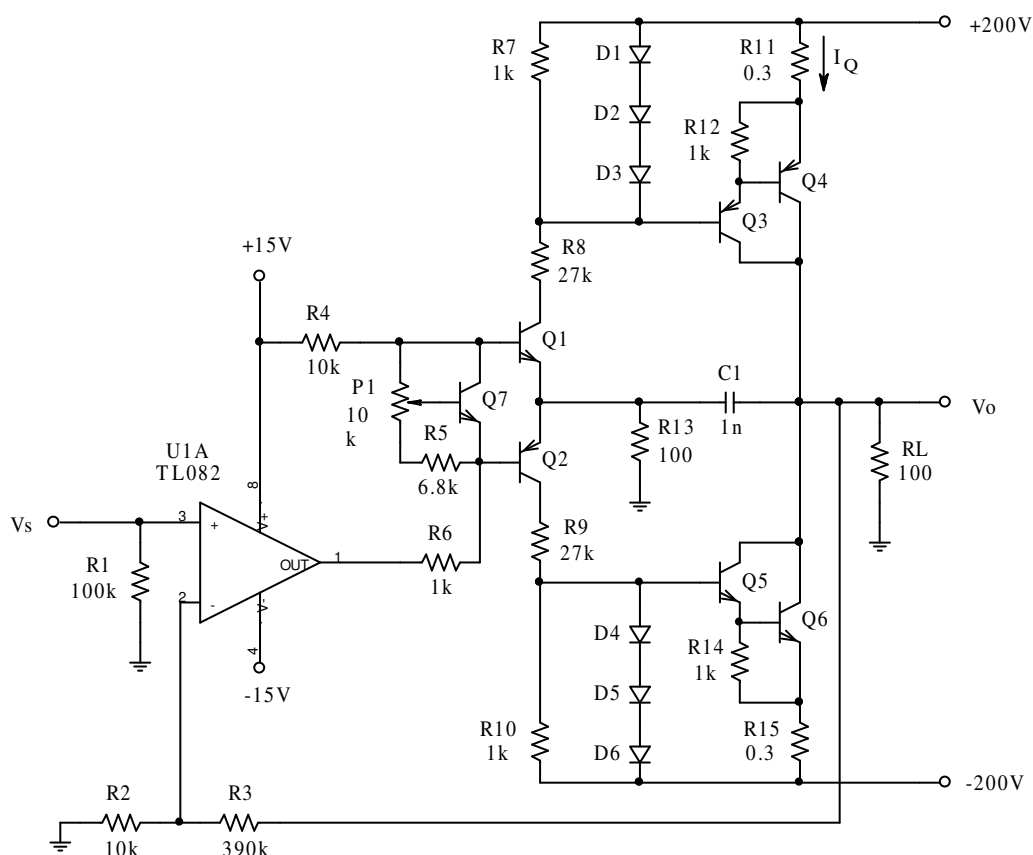 +200V
R7
1k
D1
R11
0.3
I Q
D2
R12
1k
D3
Q4
Q3
+15V
R8
27k
R4
10k
Q1
P1
10
k
Q7
C1
1n
Vo
R5
6.8k
R13
100
RL
100
Q2
U1A
TL082
8
V+
Vs
3
+
R6
1k
R9
27k
OUT
1
R1
100k
2
-
V-
4
-15V
Q5
Q6
D4
R14
1k
D5
R10
1k
R15
0.3
D6
-200V
R2
10k
R3
390k